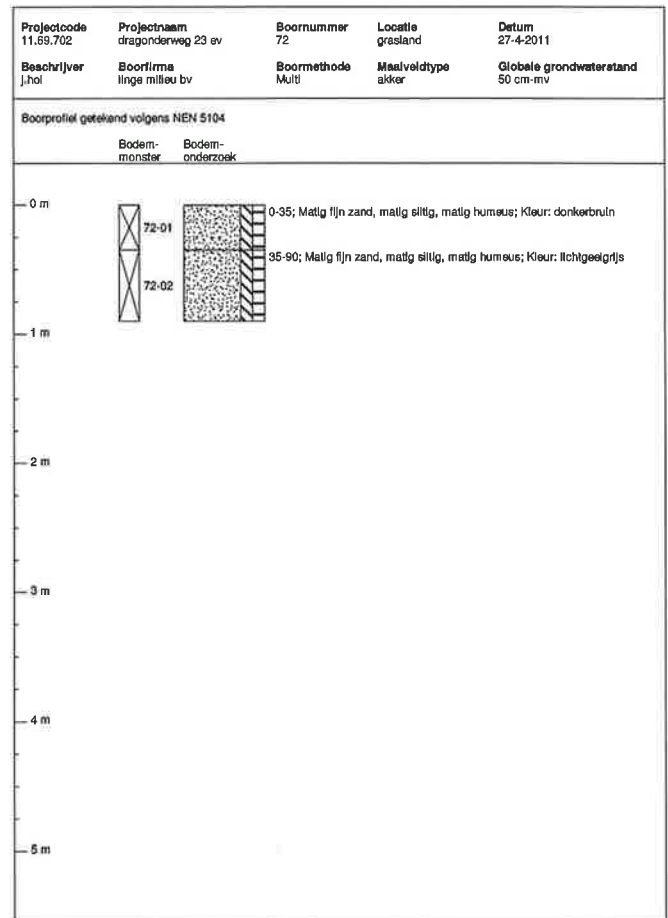 Projectcode Projectnaam Boornummer Locatie Datum
11.69.702 dragonderweg 23 ev 72 grasland 27-4-2011
Beschrijver Boorfirma Boormethode Maaiveldtype Globale grondwaterstand
j.hol linge milieu bv Multi akker 50 cm-mv
Boorprofiel getekend volgens NEN 5104
Bodem- Bodem-
monster onderzoek
0 m
0-35; Matig fijn zand, matig siltig, matig humeus; Kleur: donkerbruin
72-01
35-90; Matig fijn zand, matig siltig, matig humeus; Kleur: lichtgeelgrijs
72-02
1 m
2 m
3 m
4 m
5 m